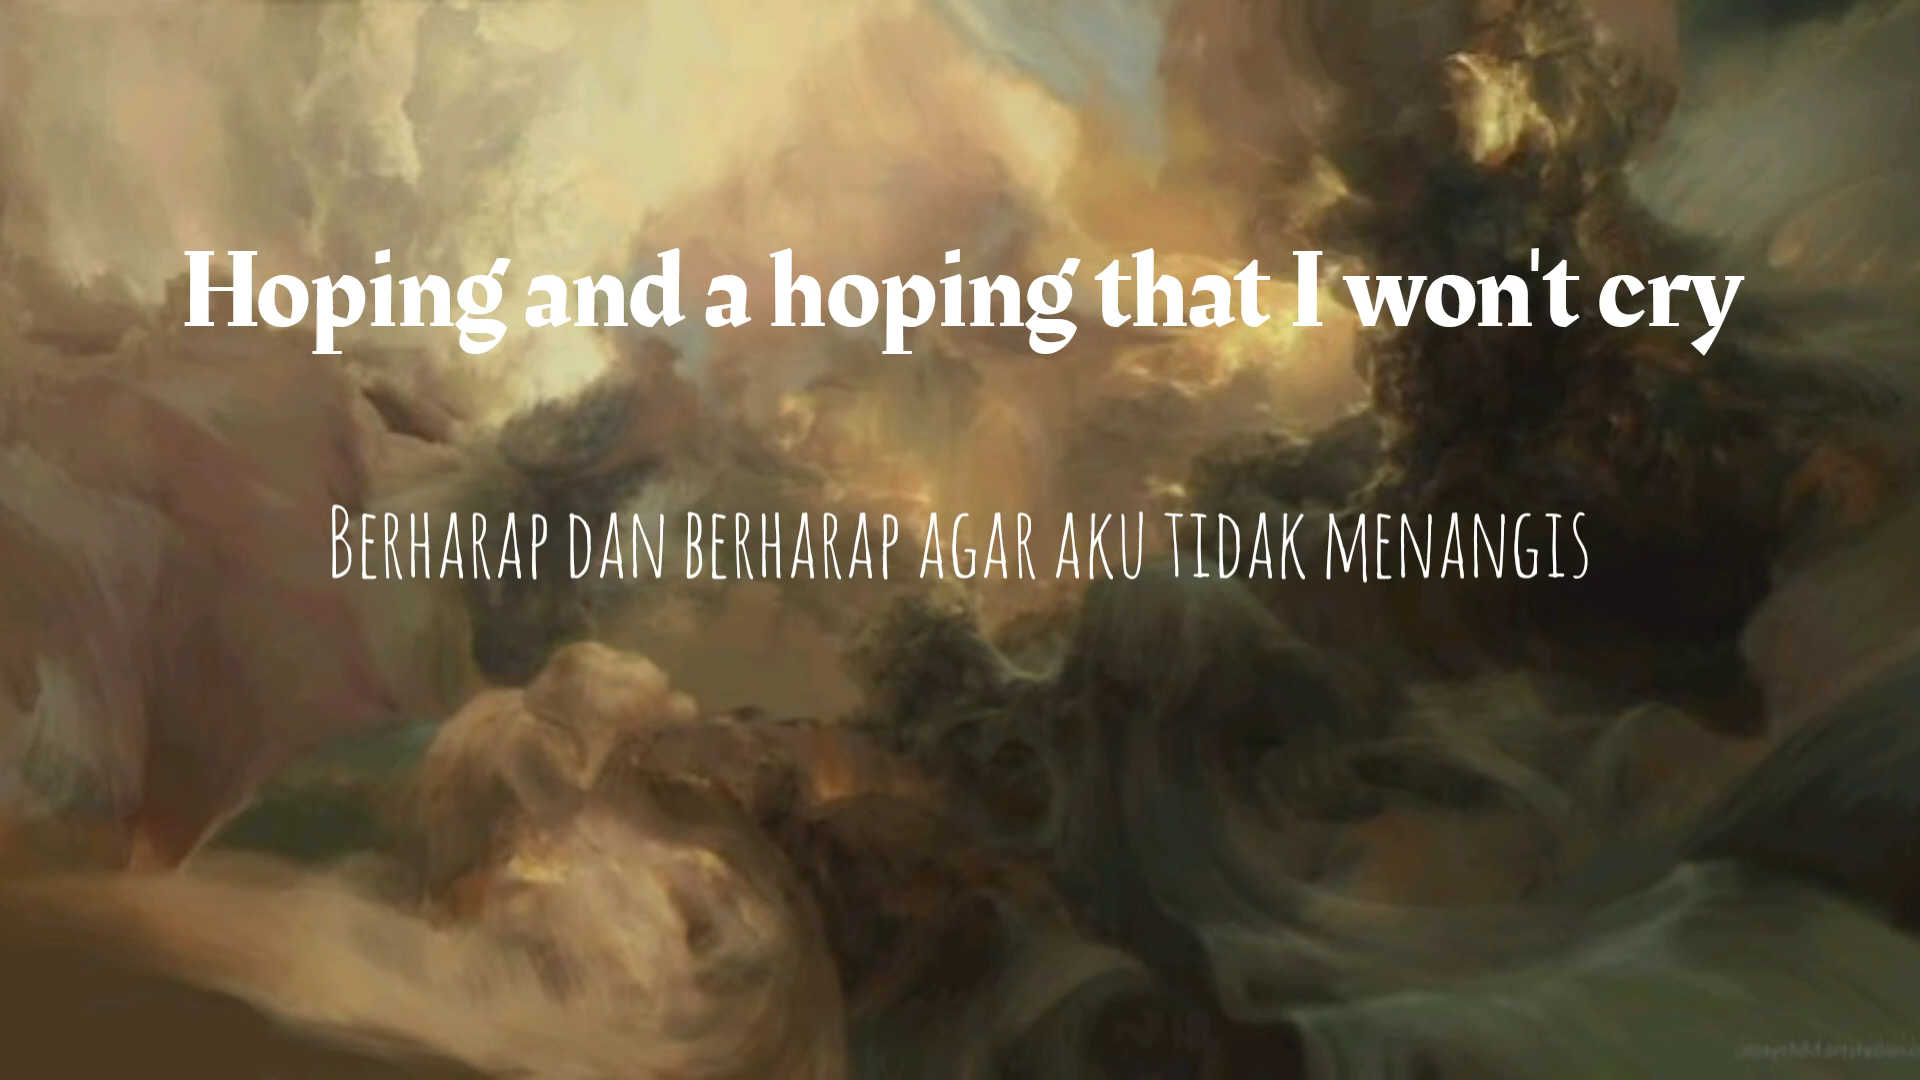 Hoping and a hoping that I won't cry
Berharap dan berharap agar aku tidak menangis